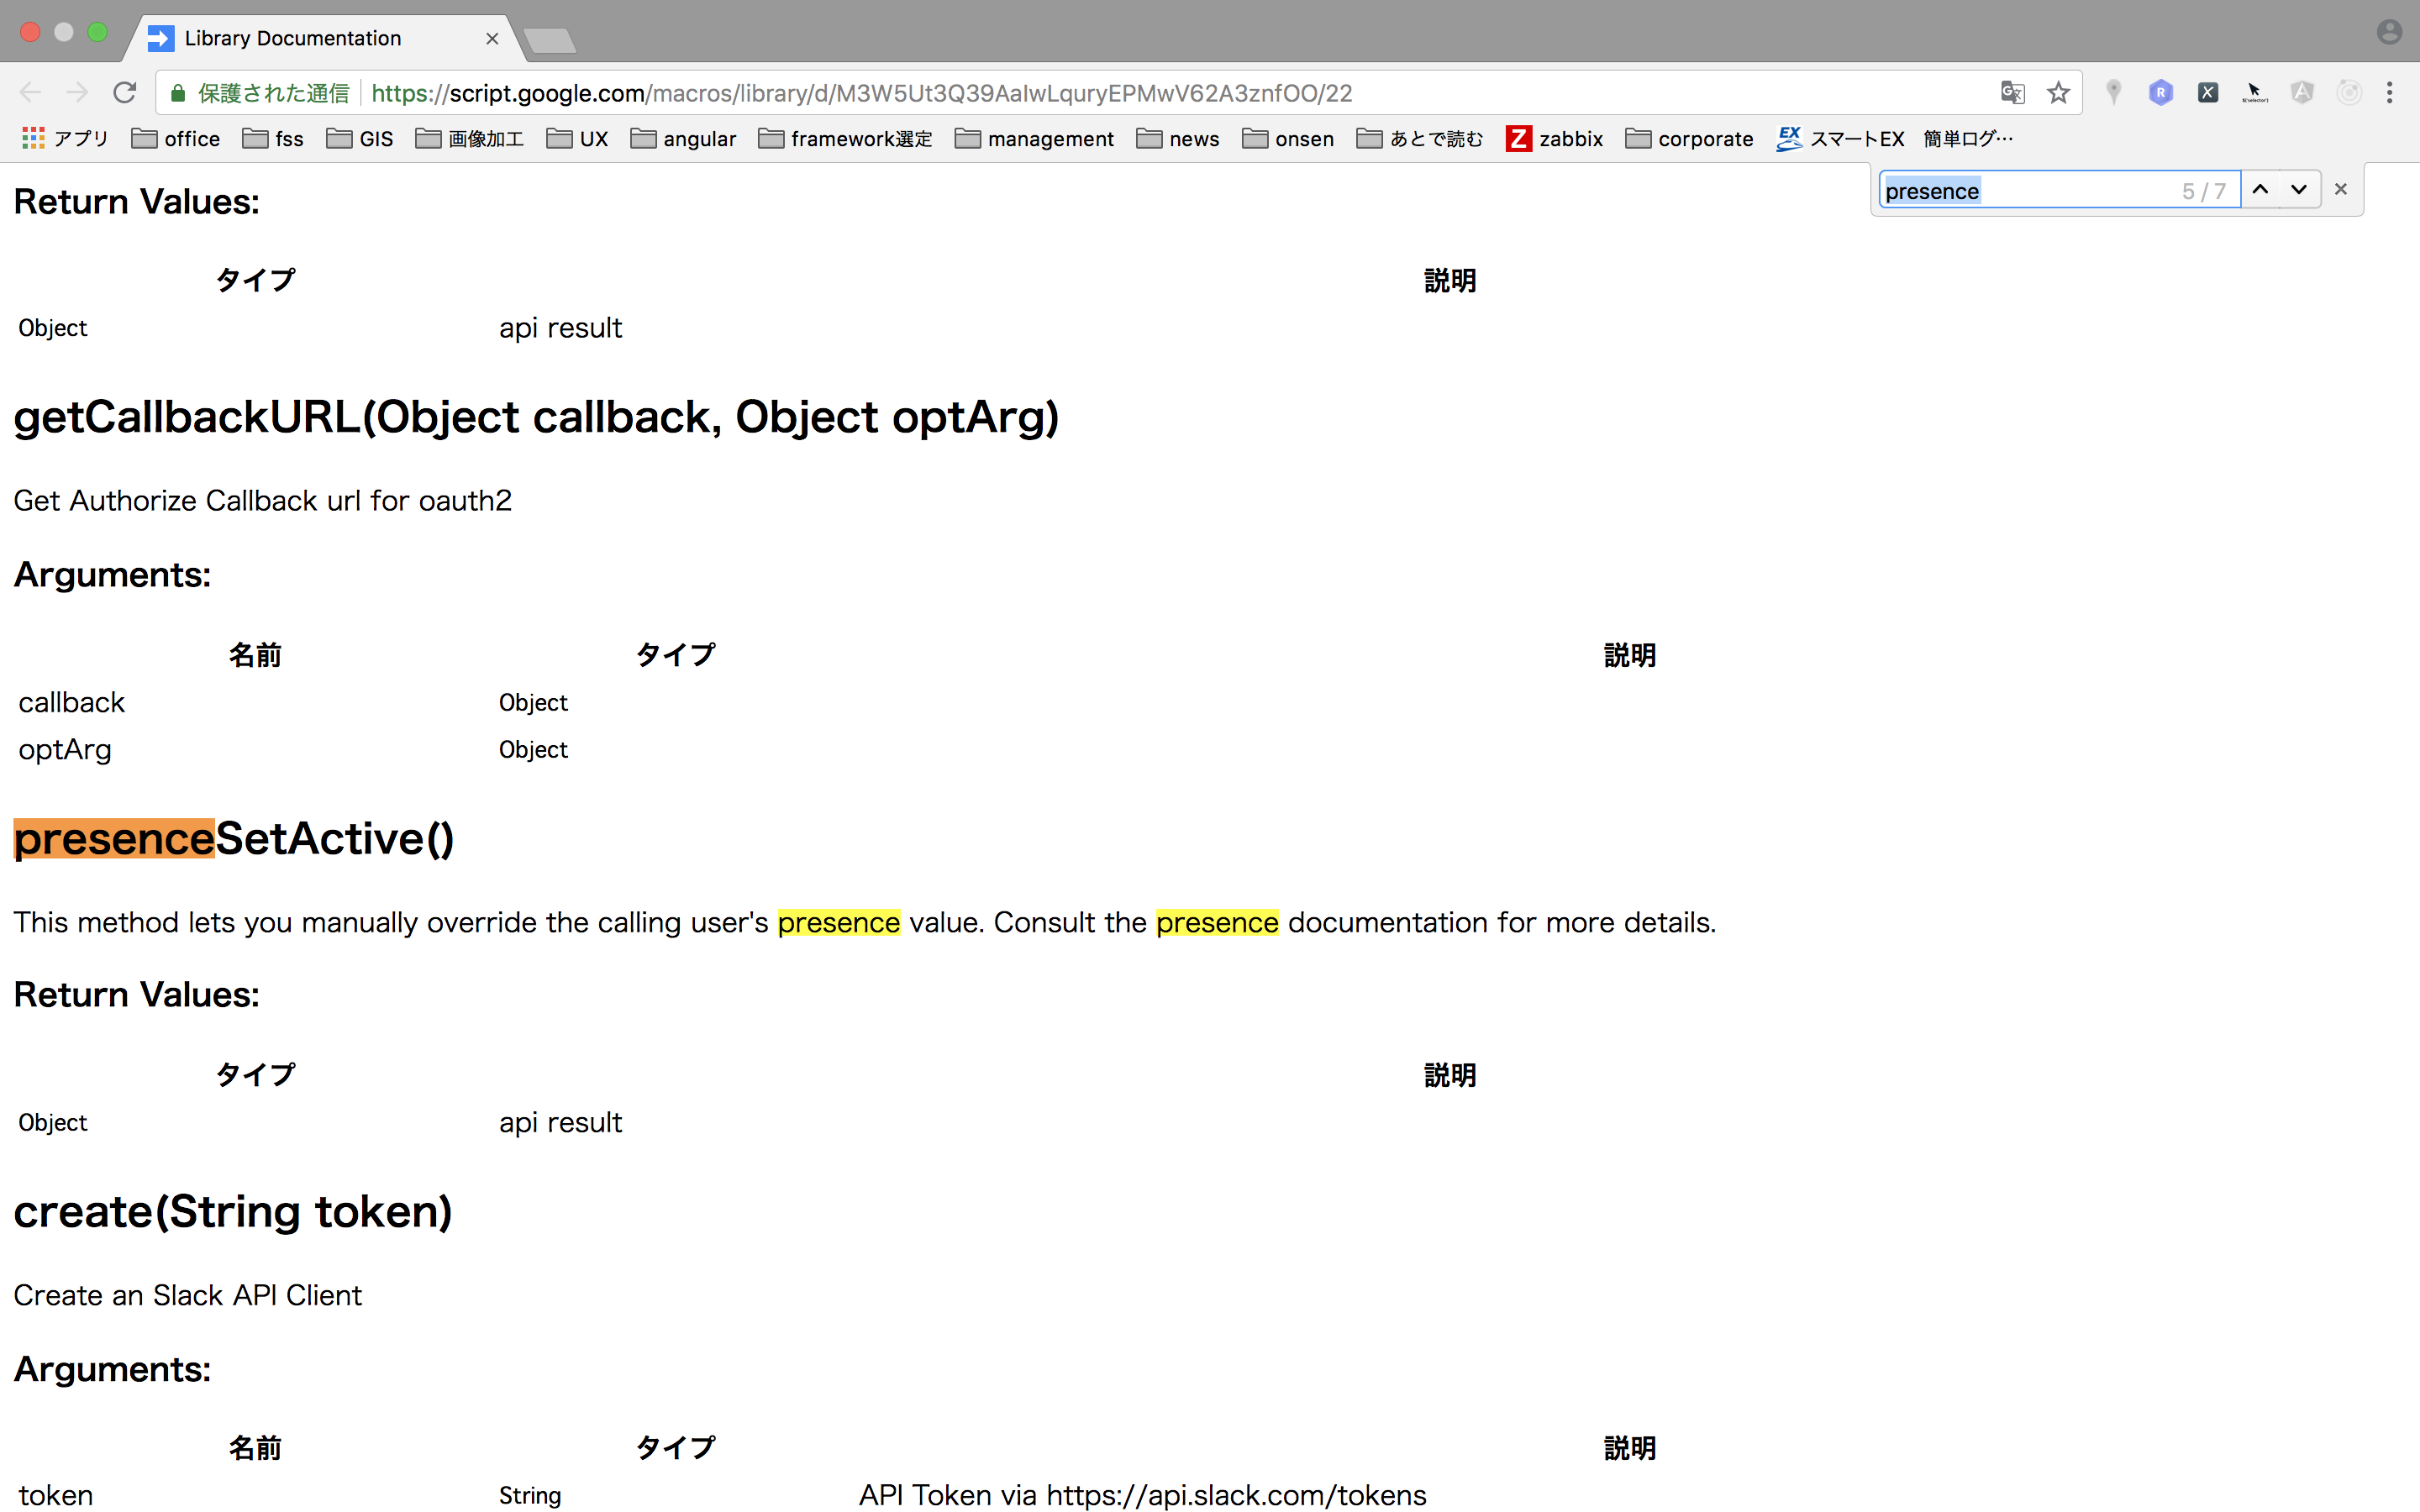 Library Documentation
保護された通信 https://script.google.com/macros/library/d/M3W5Ut3Q39AalwLquryEPMwV62A3znfOO/22
アプリ office fss GIS 画像加工 UX angular framework選定 management news onsen あとで読む Z zabbix corporate EX スマートEX 簡単ログ…
presence 5 / 7
Return Values:
タイプ 説明
Object api result
getCallbackURL(Object callback, Object optArg)
Get Authorize Callback url for oauth2
Arguments:
名前 タイプ 説明
callback Object
optArg Object
presenceSetActive()
This method lets you manually override the calling user's presence value. Consult the presence documentation for more details.
Return Values:
タイプ 説明
Object api result
create(String token)
Create an Slack API Client
Arguments:
名前 タイプ 説明
token String API Token via https://api.slack.com/tokens